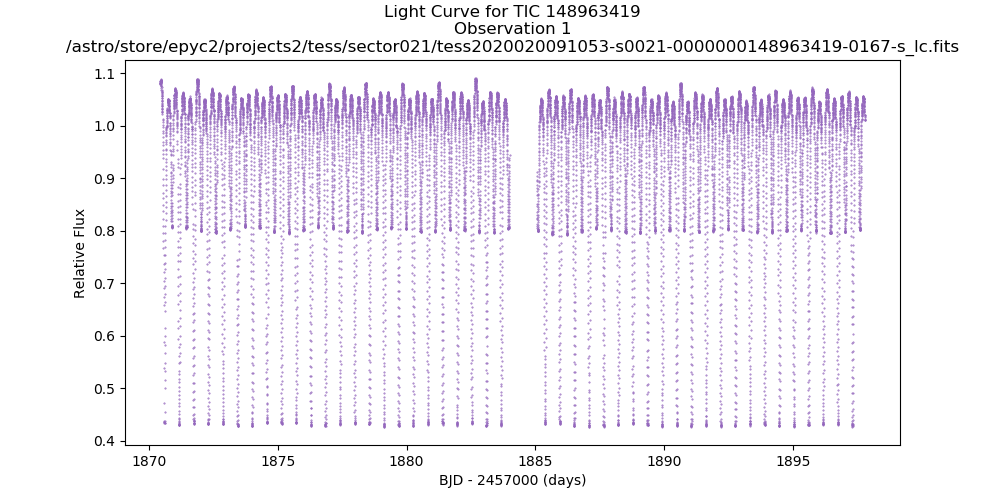 Light Curve for TIC 148963419
Observation 1
/astro/store/epyc2/projects2/tess/sector021/tess2020020091053-s0021-0000000148963419-0167-s_lc.fits
1.1
1.0
0.9
0.8
0.7
0.6
0.5
0.4
Relative Flux
1870
1875
1880
1885
1890
1895
BJD - 2457000 (days)